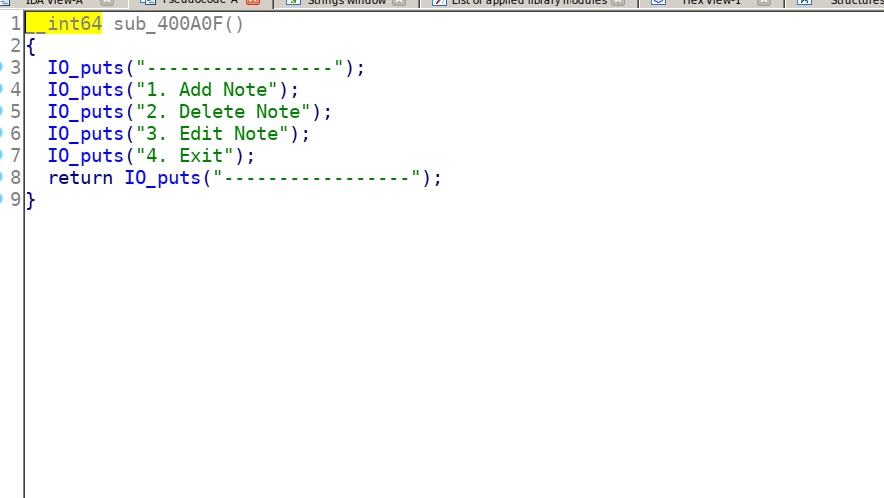 IDA View-A Pseudocode-A Strings window List of applied library modules Hex View-1 Structures
1 __int64 sub_400A0F()
2 {
3 IO_puts("-----------------");
4 IO_puts("1. Add Note");
5 IO_puts("2. Delete Note");
6 IO_puts("3. Edit Note");
7 IO_puts("4. Exit");
8 return IO_puts("-----------------");
9 }